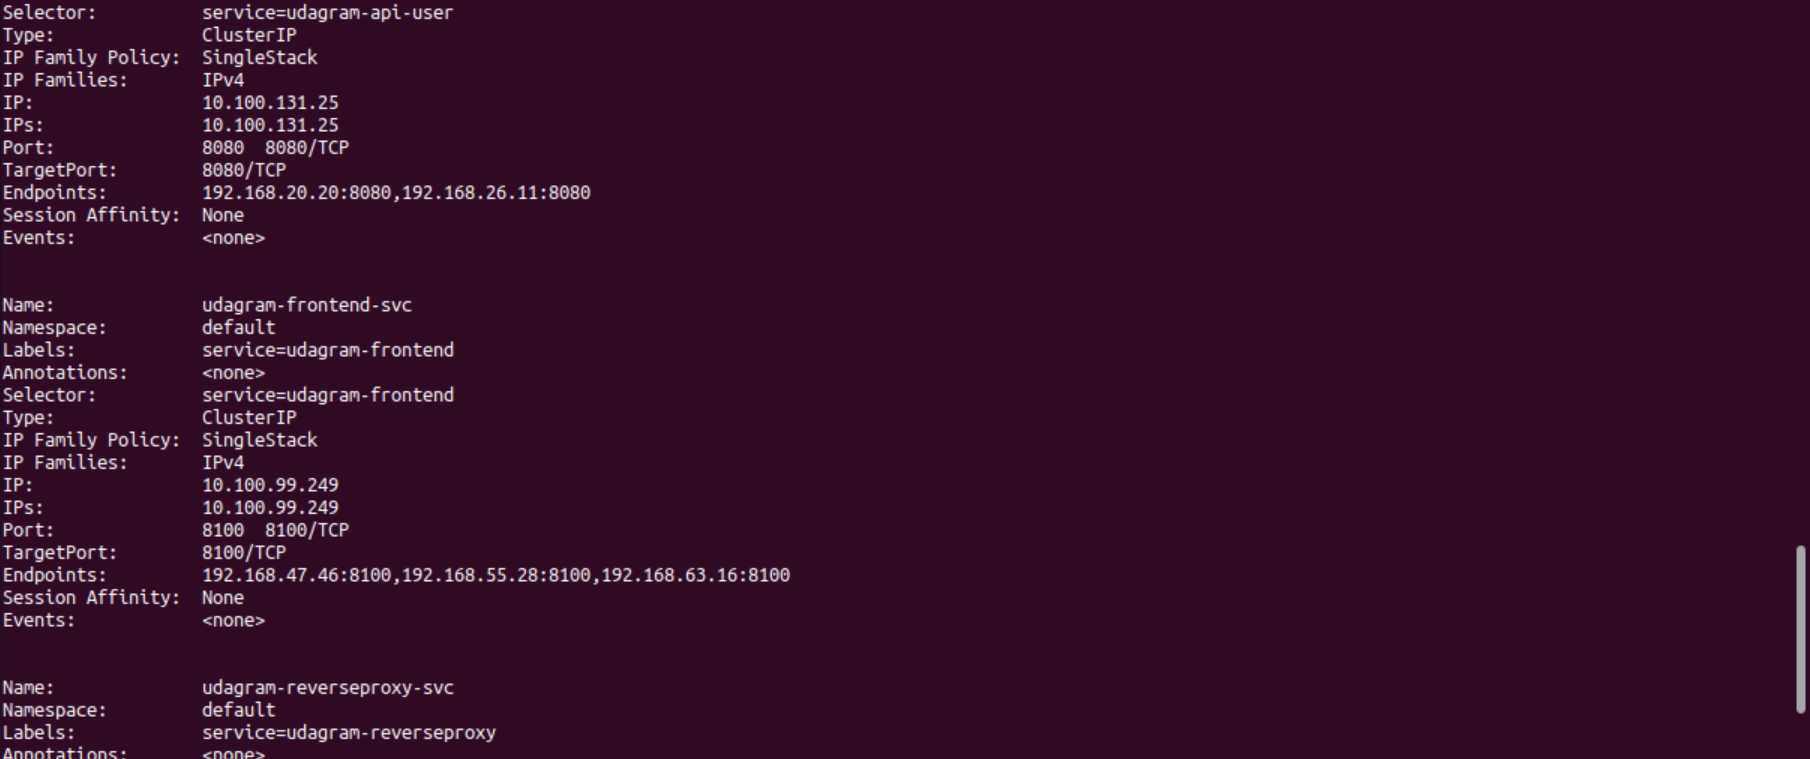 Selector:          service=udagram-api-user
Type:              ClusterIP
IP Family Policy:  SingleStack
IP Families:       IPv4
IP:                10.100.131.25
IPs:               10.100.131.25
Port:              8080  8080/TCP
TargetPort:        8080/TCP
Endpoints:         192.168.20.20:8080,192.168.26.11:8080
Session Affinity:  None
Events:            <none>
Name:              udagram-frontend-svc
Namespace:         default
Labels:            service=udagram-frontend
Annotations:       <none>
Selector:          service=udagram-frontend
Type:              ClusterIP
IP Family Policy:  SingleStack
IP Families:       IPv4
IP:                10.100.99.249
IPs:               10.100.99.249
Port:              8100  8100/TCP
TargetPort:        8100/TCP
Endpoints:         192.168.47.46:8100,192.168.55.28:8100,192.168.63.16:8100
Session Affinity:  None
Events:            <none>
Name:              udagram-reverseproxy-svc
Namespace:         default
Labels:            service=udagram-reverseproxy
Annotations:       <none>